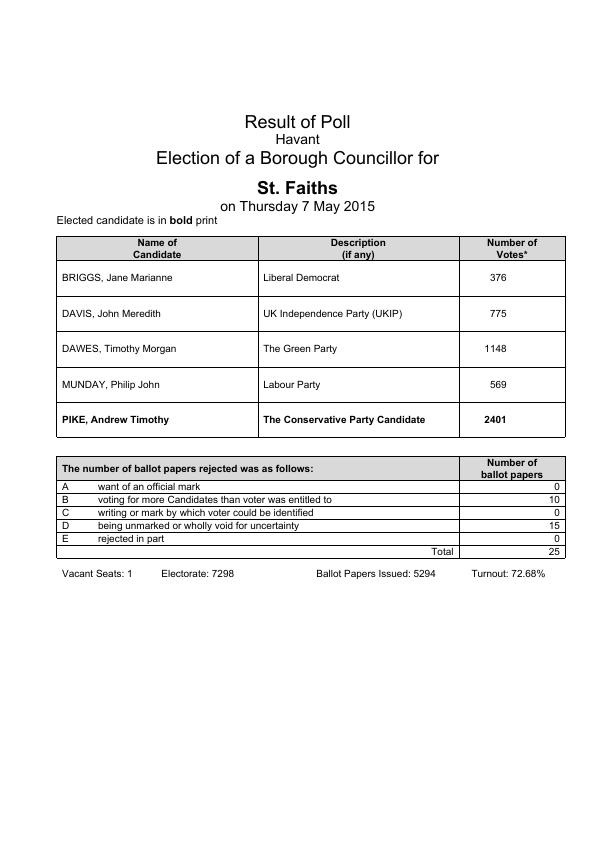 Result of Poll
Havant
Election of a Borough Councillor for
St. Faiths
on Thursday 7 May 2015
Elected candidate is in bold print
Name of Candidate Description (if any) Number of Votes*
BRIGGS, Jane Marianne Liberal Democrat 376
DAVIS, John Meredith UK Independence Party (UKIP) 775
DAWES, Timothy Morgan The Green Party 1148
MUNDAY, Philip John Labour Party 569
PIKE, Andrew Timothy The Conservative Party Candidate 2401
The number of ballot papers rejected was as follows: Number of ballot papers
A want of an official mark 0
B voting for more Candidates than voter was entitled to 10
C writing or mark by which voter could be identified 0
D being unmarked or wholly void for uncertainty 15
E rejected in part 0
Total 25
Vacant Seats: 1 Electorate: 7298 Ballot Papers Issued: 5294 Turnout: 72.68%